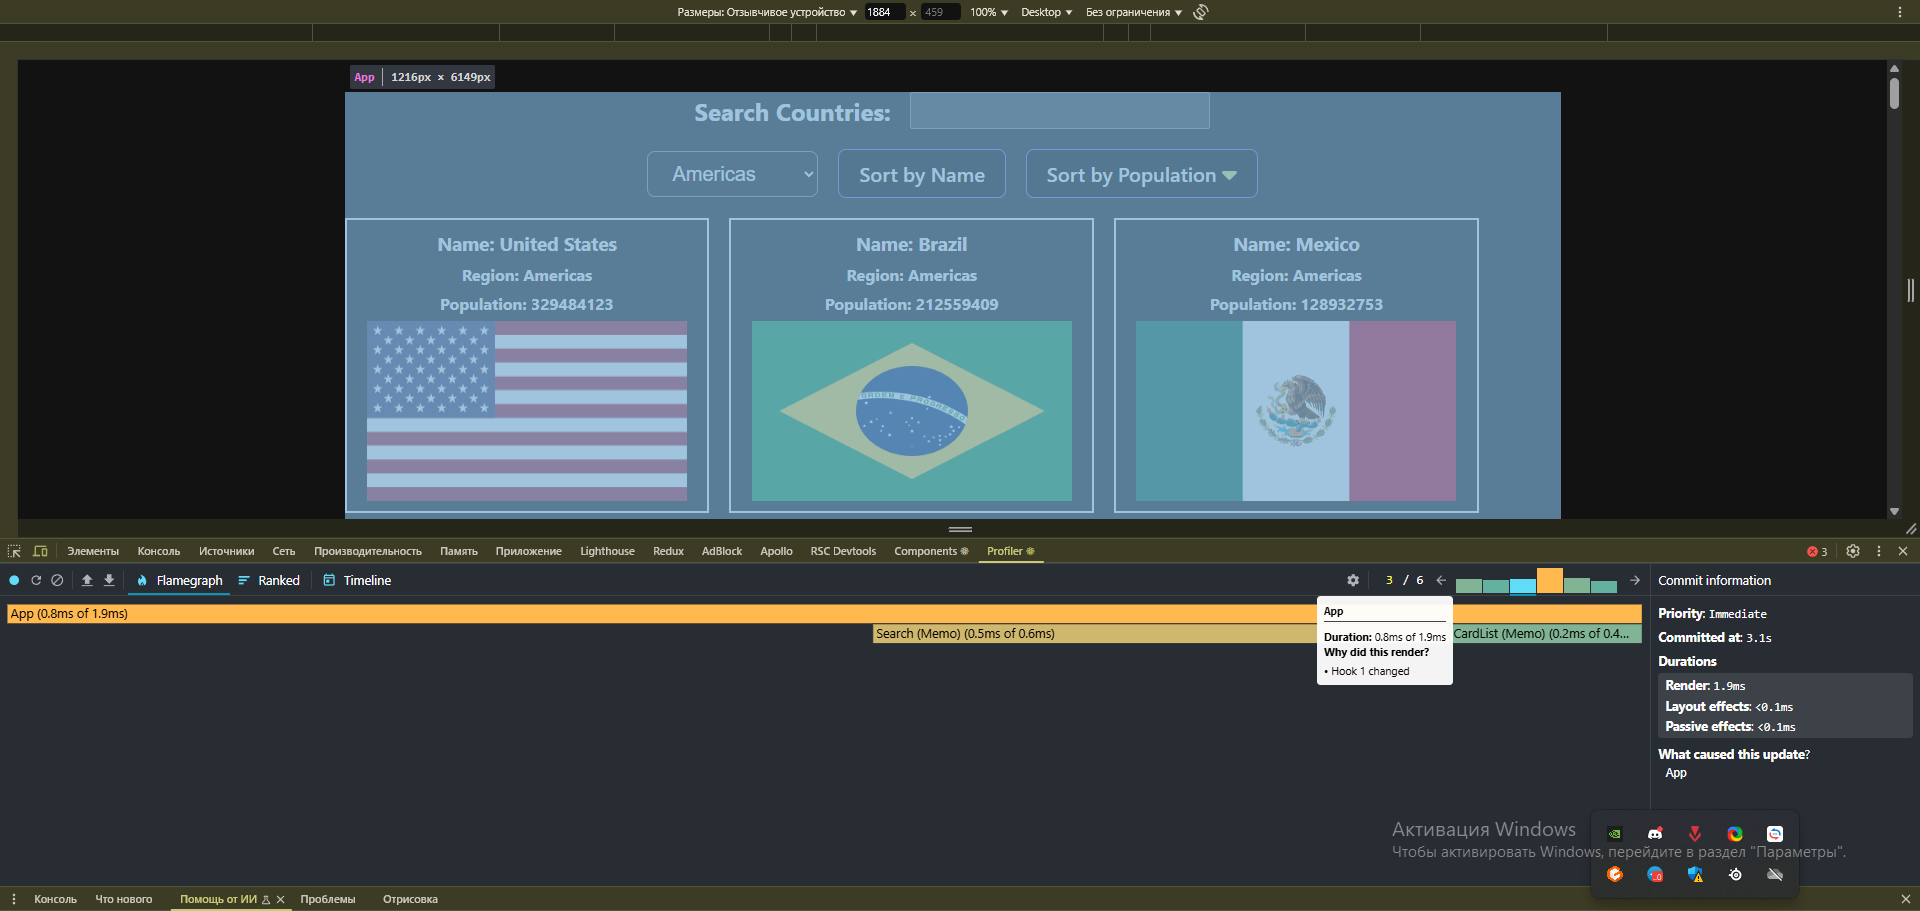 Размеры: Отзывчивое устройство 1884 × 459 100% Desktop Без ограничения
App 1216px × 6149px
Search Countries:
Americas Sort by Name Sort by Population
Name: United States
Region: Americas
Population: 329484123
Name: Brazil
Region: Americas
Population: 212559409
ORDEM E PROGRESSO
Name: Mexico
Region: Americas
Population: 128932753
Элементы Консоль Источники Сеть Производительность Память Приложение Lighthouse Redux AdBlock Apollo RSC Devtools Components Profiler 3
Flamegraph Ranked Timeline 3 / 6
App (0.8ms of 1.9ms)
Search (Memo) (0.5ms of 0.6ms)
CardList (Memo) (0.2ms of 0.4...
App
Duration: 0.8ms of 1.9ms
Why did this render?
• Hook 1 changed
Commit information
Priority: Immediate
Committed at: 3.1s
Durations
Render: 1.9ms
Layout effects: <0.1ms
Passive effects: <0.1ms
What caused this update?
App
Активация Windows
Чтобы активировать Windows, перейдите в раздел "Параметры".
Консоль Что нового Помощь от ИИ Проблемы Отрисовка